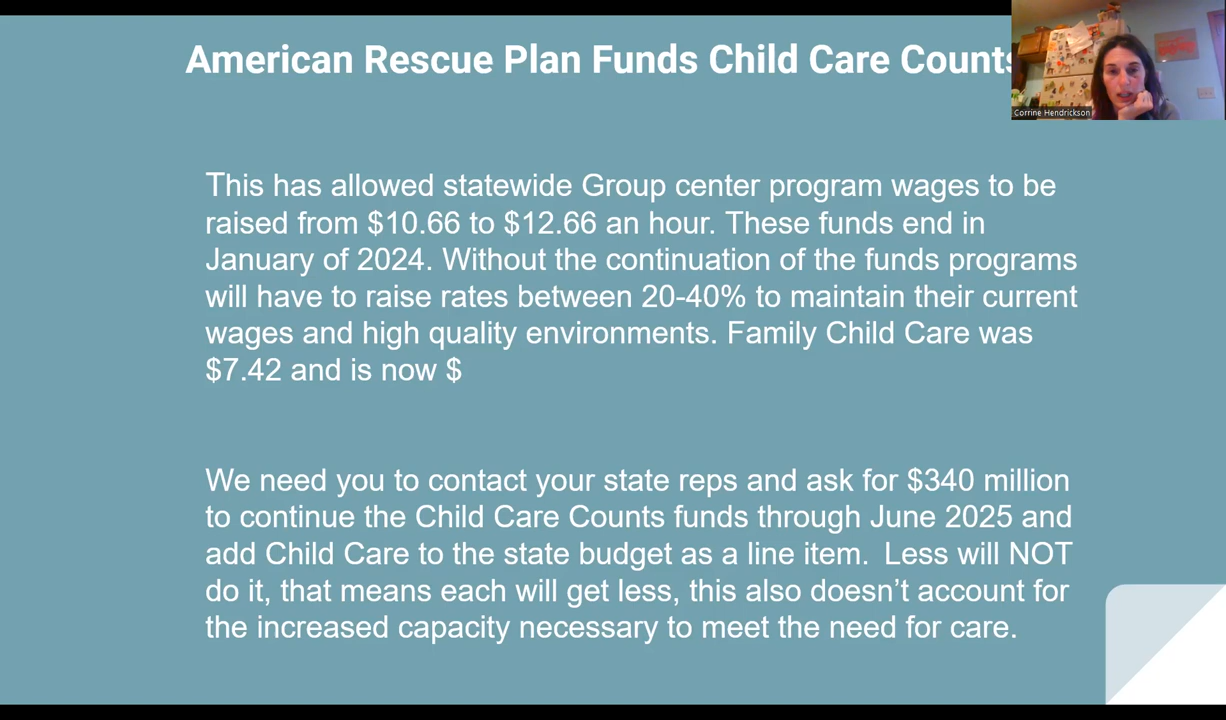 American Rescue Plan Funds Child Care Counts
Corrine Hendrickson
This has allowed statewide Group center program wages to be
raised from $10.66 to $12.66 an hour. These funds end in
January of 2024. Without the continuation of the funds programs
will have to raise rates between 20-40% to maintain their current
wages and high quality environments. Family Child Care was
$7.42 and is now $
We need you to contact your state reps and ask for $340 million
to continue the Child Care Counts funds through June 2025 and
add Child Care to the state budget as a line item. Less will NOT
do it, that means each will get less, this also doesn’t account for
the increased capacity necessary to meet the need for care.